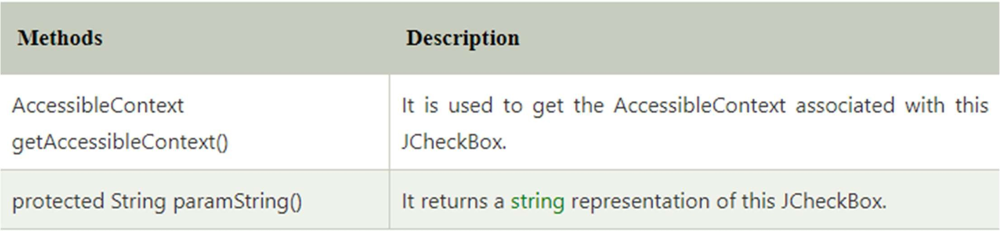 Methods Description
AccessibleContext
getAccessibleContext()
It is used to get the AccessibleContext associated with this
JCheckBox.
protected String paramString()
It returns a string representation of this JCheckBox.